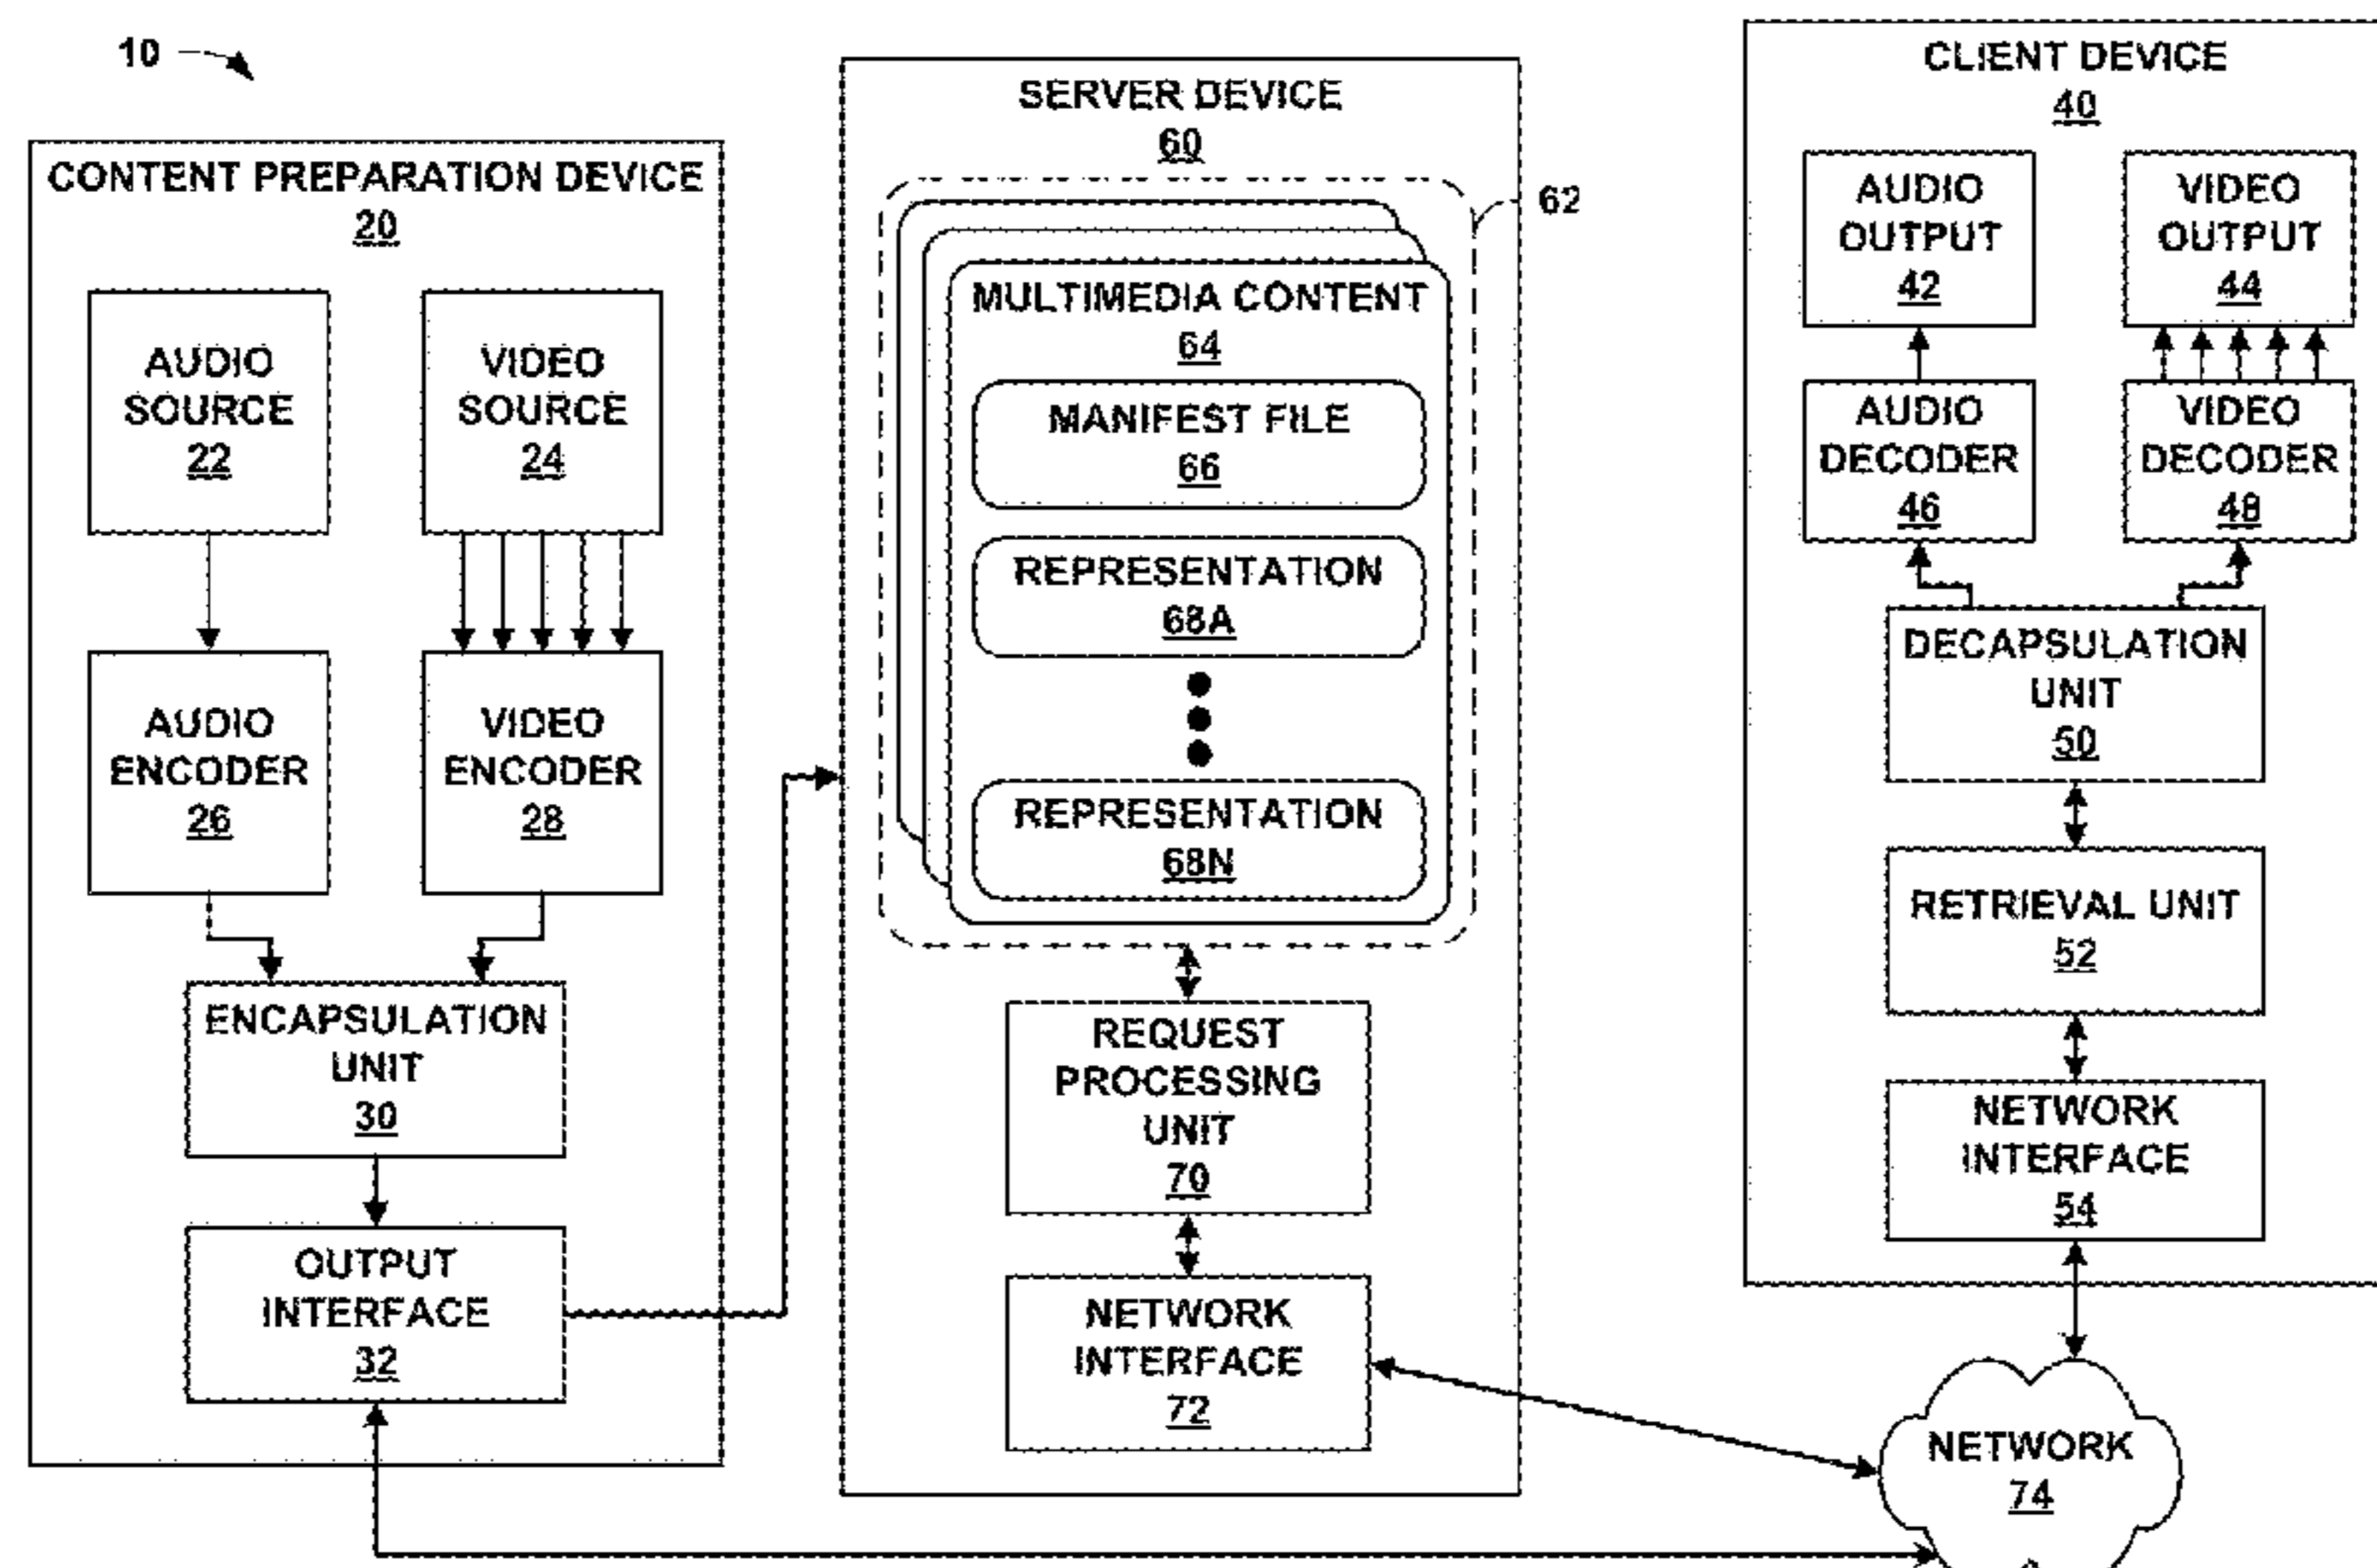 10
CONTENT PREPARATION DEVICE
20
AUDIO
SOURCE
22
VIDEO
SOURCE
24
AUDIO
ENCODER
26
VIDEO
ENCODER
28
ENCAPSULATION
UNIT
30
OUTPUT
INTERFACE
32
SERVER DEVICE
60
62
MULTIMEDIA CONTENT
64
MANIFEST FILE
66
REPRESENTATION
68A
REPRESENTATION
68N
REQUEST
PROCESSING
UNIT
70
NETWORK
INTERFACE
72
CLIENT DEVICE
40
AUDIO
OUTPUT
42
VIDEO
OUTPUT
44
AUDIO
DECODER
46
VIDEO
DECODER
48
DECAPSULATION
UNIT
50
RETRIEVAL UNIT
52
NETWORK
INTERFACE
54
NETWORK
74